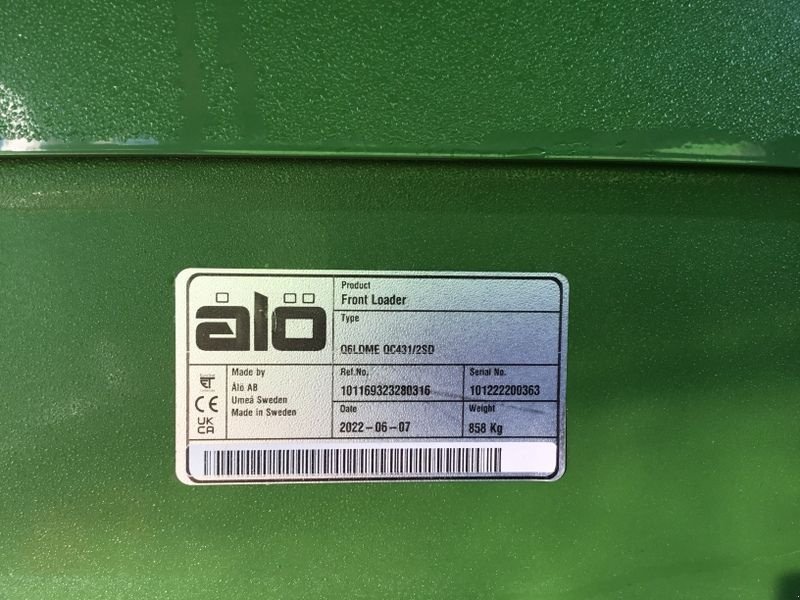 ålö
Product
Front Loader
Type
Q6LDME QC431/2SD
Made by
Ålö AB
Umeå Sweden
Made in Sweden
CE
UK
CA
Ref.No.
101169323280316
Serial No.
101222200363
Date
2022-06-07
Weight
858 Kg